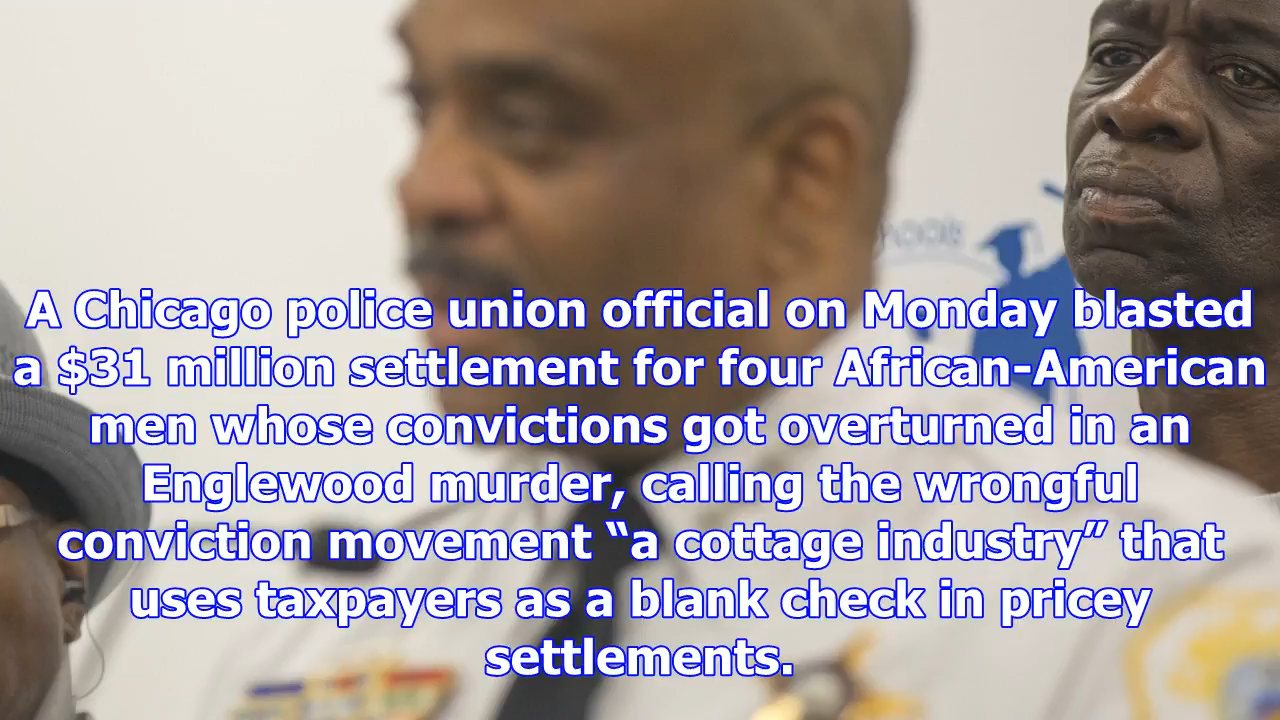 hools
A Chicago police union official on Monday blasted
a $31 million settlement for four African-American
men whose convictions got overturned in an
Englewood murder, calling the wrongful
conviction movement “a cottage industry” that
uses taxpayers as a blank check in pricey
settlements.